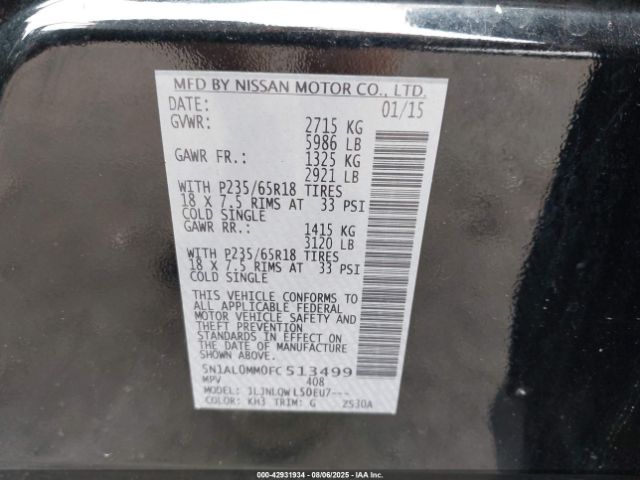 MFD BY NISSAN MOTOR CO., LTD.
DATE: 01/15
GVWR: 2715 KG
5986 LB
GAWR FR.: 1325 KG
2921 LB
WITH P235/65R18 TIRES
18 X 7.5 RIMS AT 33 PSI
COLD SINGLE
GAWR RR.: 1415 KG
3120 LB
WITH P235/65R18 TIRES
18 X 7.5 RIMS AT 33 PSI
COLD SINGLE
THIS VEHICLE CONFORMS TO
ALL APPLICABLE FEDERAL
MOTOR VEHICLE SAFETY AND
THEFT PREVENTION
STANDARDS IN EFFECT ON
THE DATE OF MANUFACTURE
SHOWN ABOVE.
5N1AL0MM0FC513499
MPV 408
MODEL: JLJNLQWL50EU7---
COLOR: KH3 TRIM: G 2530A
000-42931934 | 08/06/2025 | IAA Inc.